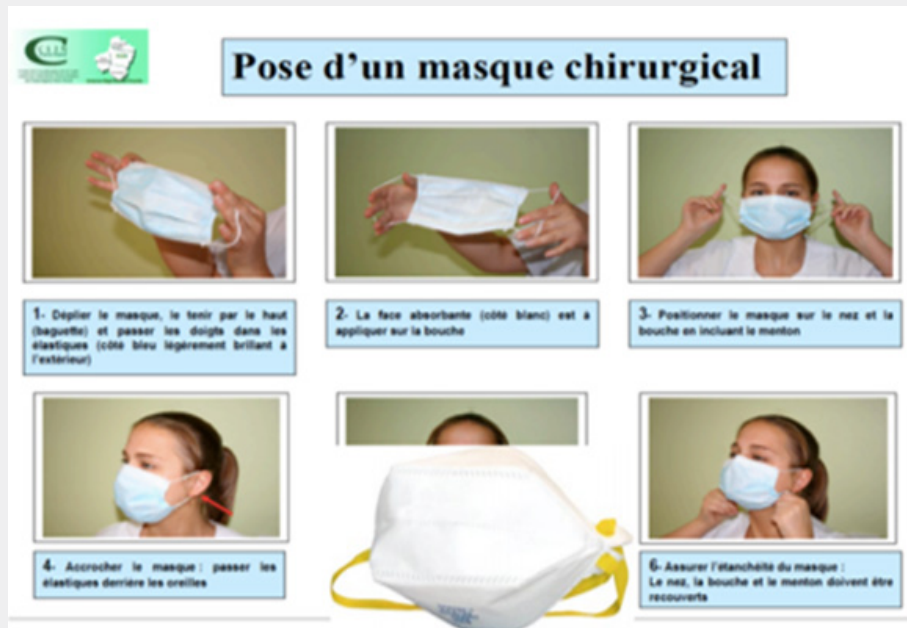 Pose d’un masque chirurgical
1- Déplier le masque, le tenir par le haut
(baguette) et passer les doigts dans les
élastiques (côté bleu légèrement brillant à
l’extérieur)
2- La face absorbante (côté blanc) est à
appliquer sur la bouche
3- Positionner le masque sur le nez et la
bouche en incluant le menton
4- Accrocher le masque : passer les
élastiques derrière les oreilles
6- Assurer l’étanchéité du masque :
Le nez, la bouche et le menton doivent être
recouverts